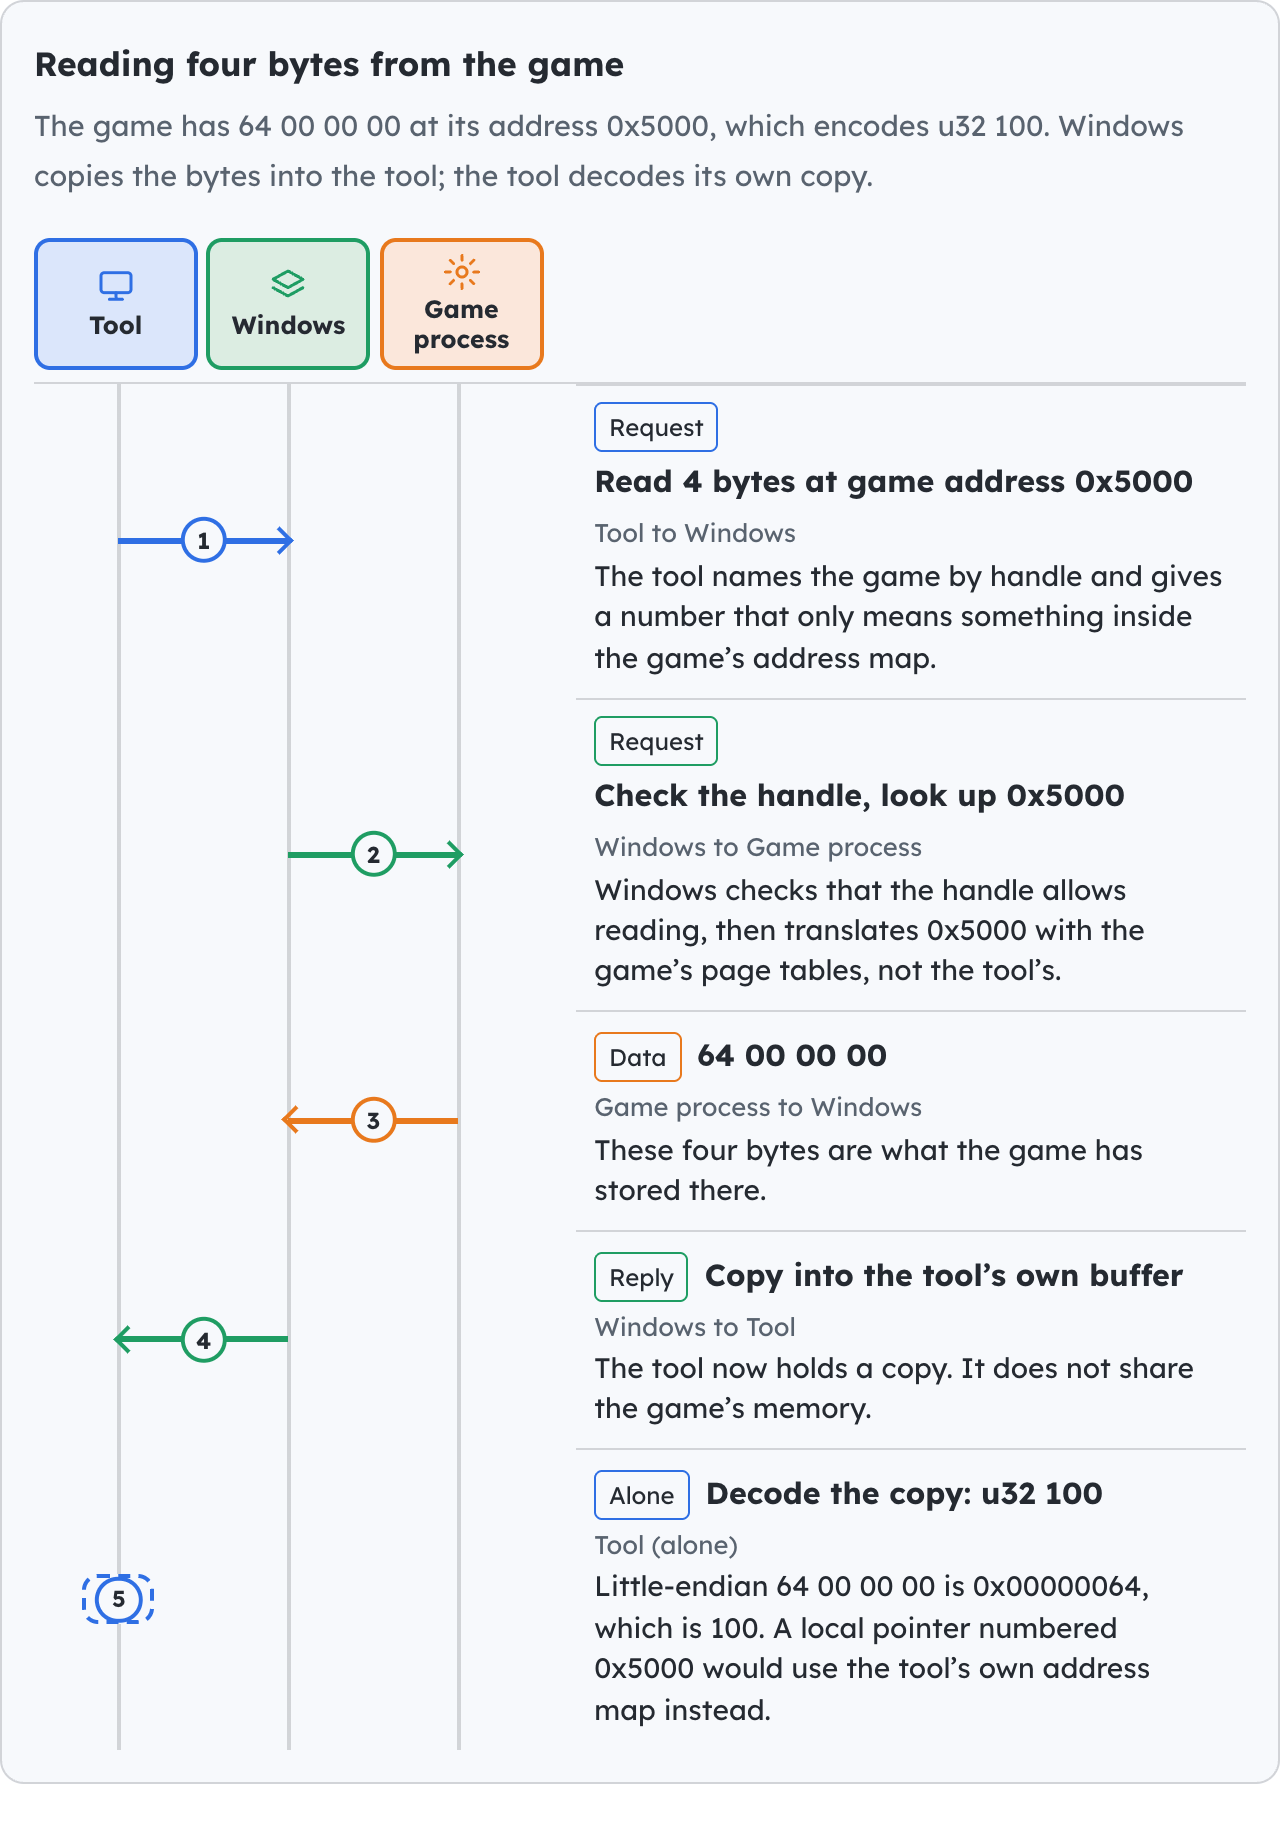 Reading four bytes from the game
The game has 64 00 00 00 at its address 0x5000, which encodes u32 100. Windows
copies the bytes into the tool; the tool decodes its own copy.
Tool
Windows
Game
process
Request
Read 4 bytes at game address 0x5000
Tool to Windows
1
The tool names the game by handle and gives
a number that only means something inside
the game’s address map.
Request
Check the handle, look up 0x5000
Windows to Game process
2
Windows checks that the handle allows
reading, then translates 0x5000 with the
game’s page tables, not the tool’s.
Data 64 00 00 00
Game process to Windows
3
These four bytes are what the game has
stored there.
Reply Copy into the tool’s own buffer
Windows to Tool
4
The tool now holds a copy. It does not share
the game’s memory.
Alone Decode the copy: u32 100
Tool (alone)
5
Little-endian 64 00 00 00 is 0x00000064,
which is 100. A local pointer numbered
0x5000 would use the tool’s own address
map instead.